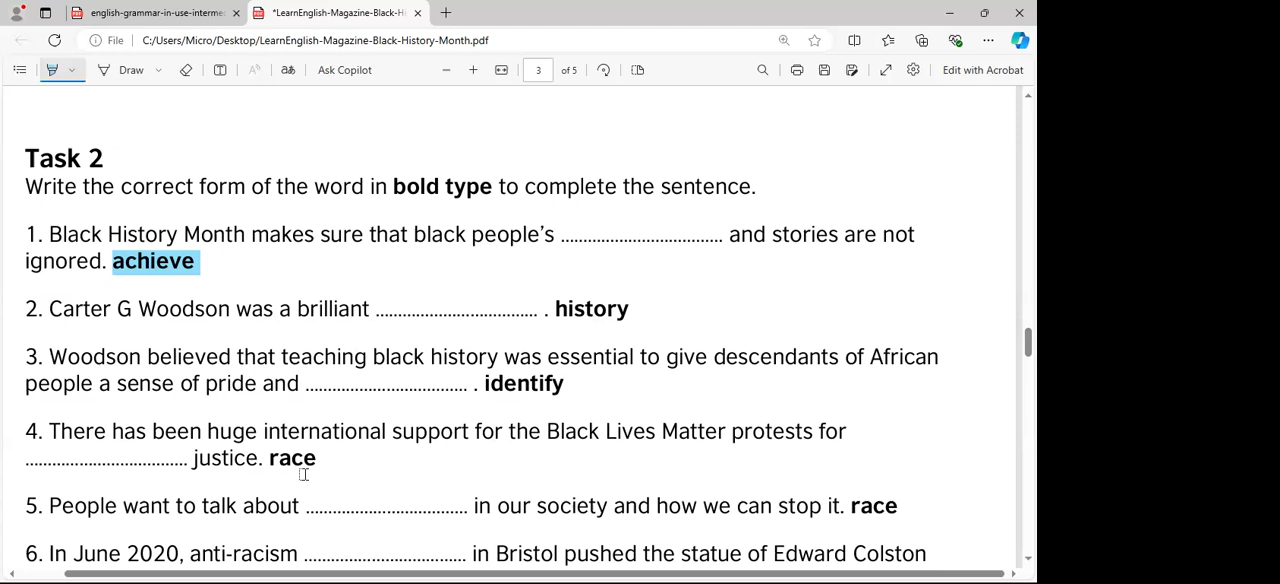 english-grammar-in-use-interme
*LearnEnglish-Magazine-Black-Hi
File
C:/Users/Micro/Desktop/LearnEnglish-Magazine-Black-History-Month.pdf
Draw
aあ
Ask Copilot
3 of 5
Edit with Acrobat
Task 2
Write the correct form of the word in bold type to complete the sentence.
1. Black History Month makes sure that black people's .................................. and stories are not
ignored. achieve
2. Carter G Woodson was a brilliant .................................. . history
3. Woodson believed that teaching black history was essential to give descendants of African
people a sense of pride and .................................. . identify
4. There has been huge international support for the Black Lives Matter protests for
.................................. justice. race
5. People want to talk about .................................. in our society and how we can stop it. race
6. In June 2020, anti-racism .................................. in Bristol pushed the statue of Edward Colston